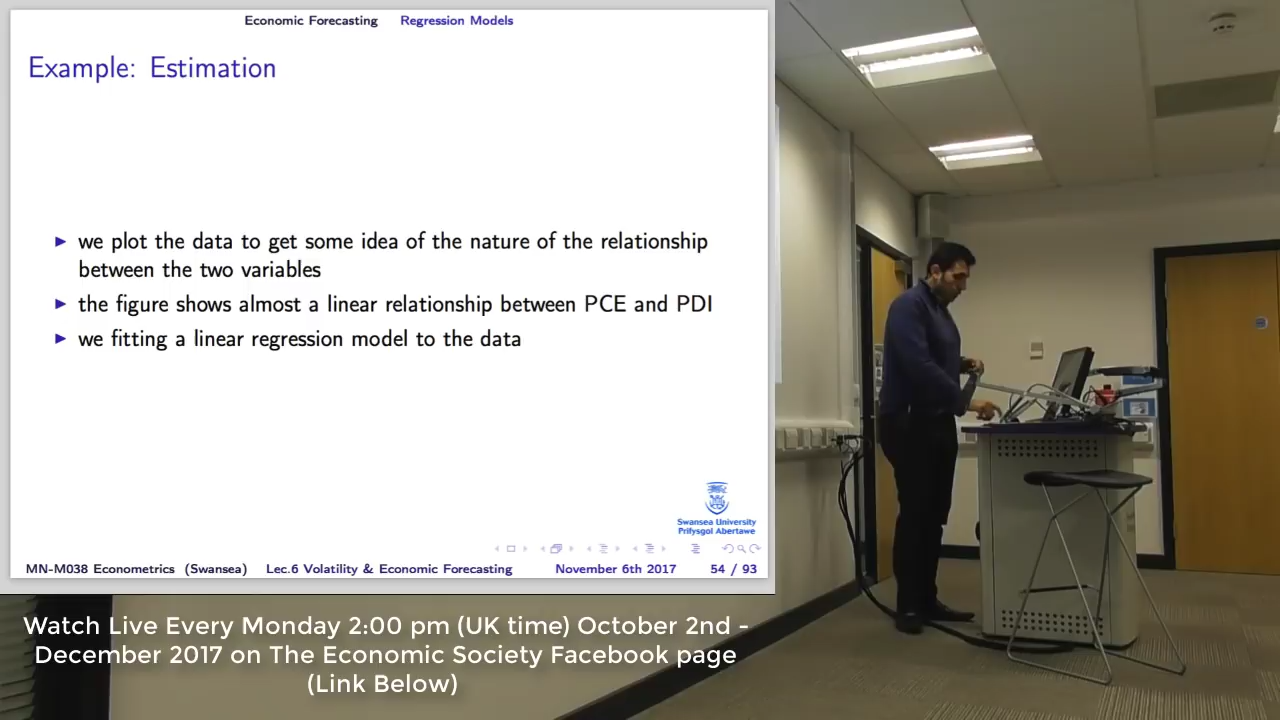 Economic Forecasting Regression Models
Example: Estimation
we plot the data to get some idea of the nature of the relationship
between the two variables
the figure shows almost a linear relationship between PCE and PDI
we fitting a linear regression model to the data
Swansea University
Prifysgol Abertawe
MN-M038 Econometrics (Swansea) Lec.6 Volatility & Economic Forecasting November 6th 2017 54 / 93
Watch Live Every Monday 2:00 pm (UK time) October 2nd -
December 2017 on The Economic Society Facebook page
(Link Below)